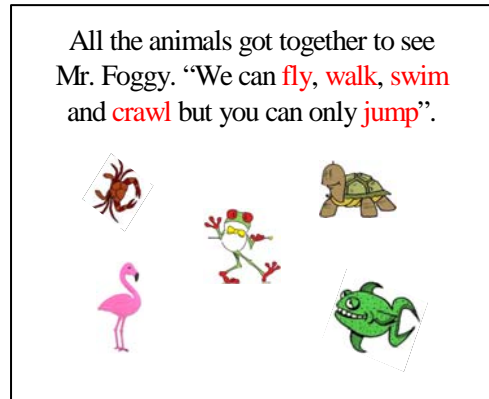 All the animals got together to see
Mr. Foggy. “We can fly, walk, swim
and crawl but you can only jump”.